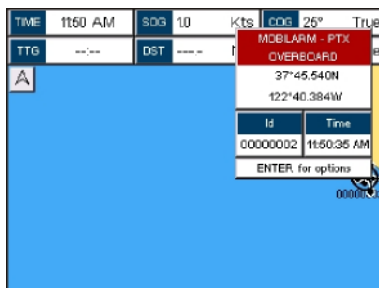 TIME 11:50 AM SOG 1.0 Kts COG 25° True
TTG --:-- DST ----
MOBILARM - PTX
OVERBOARD
37°45.540N
122°40.384W
Id Time
00000002 11:50:35 AM
ENTER for options
A